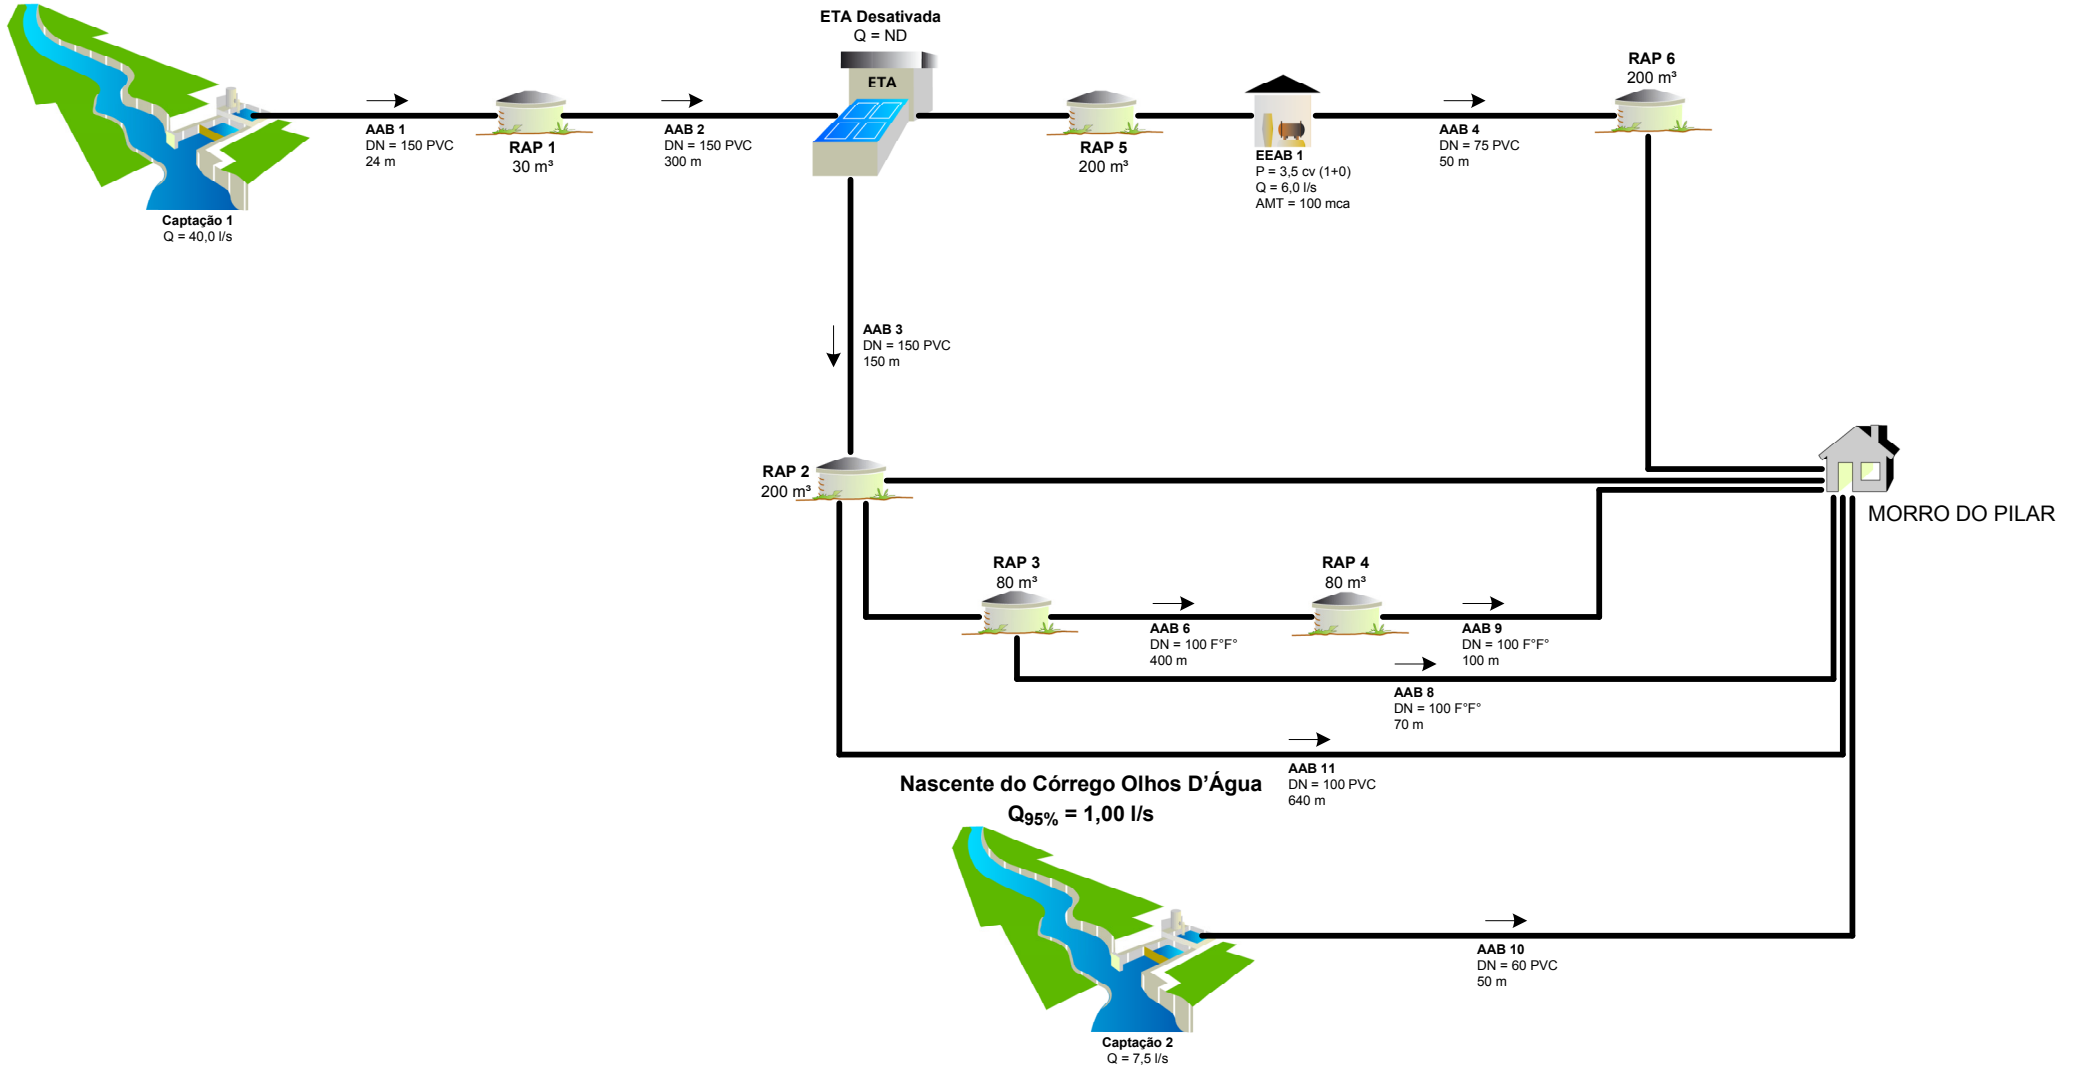 ETA Desativada
Q = ND
ETA
RAP 6
200 m³
AAB 1
DN = 150 PVC
24 m
RAP 1
30 m³
AAB 2
DN = 150 PVC
300 m
RAP 5
200 m³
EEAB 1
P = 3,5 cv (1+0)
Q = 6,0 l/s
AMT = 100 mca
AAB 4
DN = 75 PVC
50 m
Captação 1
Q = 40,0 l/s
AAB 3
DN = 150 PVC
150 m
RAP 2
200 m³
MORRO DO PILAR
RAP 3
80 m³
RAP 4
80 m³
AAB 6
DN = 100 F°F°
400 m
AAB 9
DN = 100 F°F°
100 m
AAB 8
DN = 100 F°F°
70 m
AAB 11
DN = 100 PVC
640 m
Nascente do Córrego Olhos D’Água
Q95% = 1,00 l/s
AAB 10
DN = 60 PVC
50 m
Captação 2
Q = 7,5 l/s